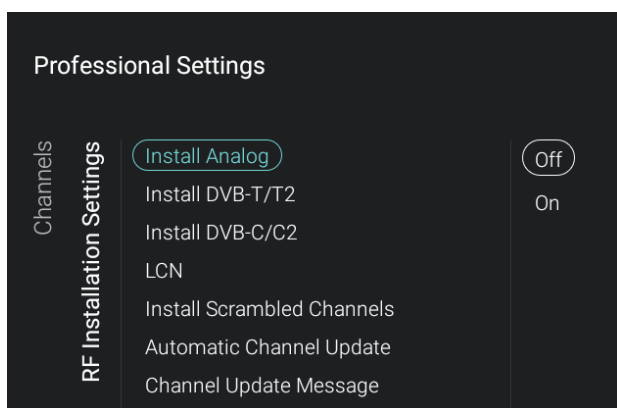 Professional Settings
Channels
RF Installation Settings
Install Analog
Install DVB-T/T2
Install DVB-C/C2
LCN
Install Scrambled Channels
Automatic Channel Update
Channel Update Message
Off
On